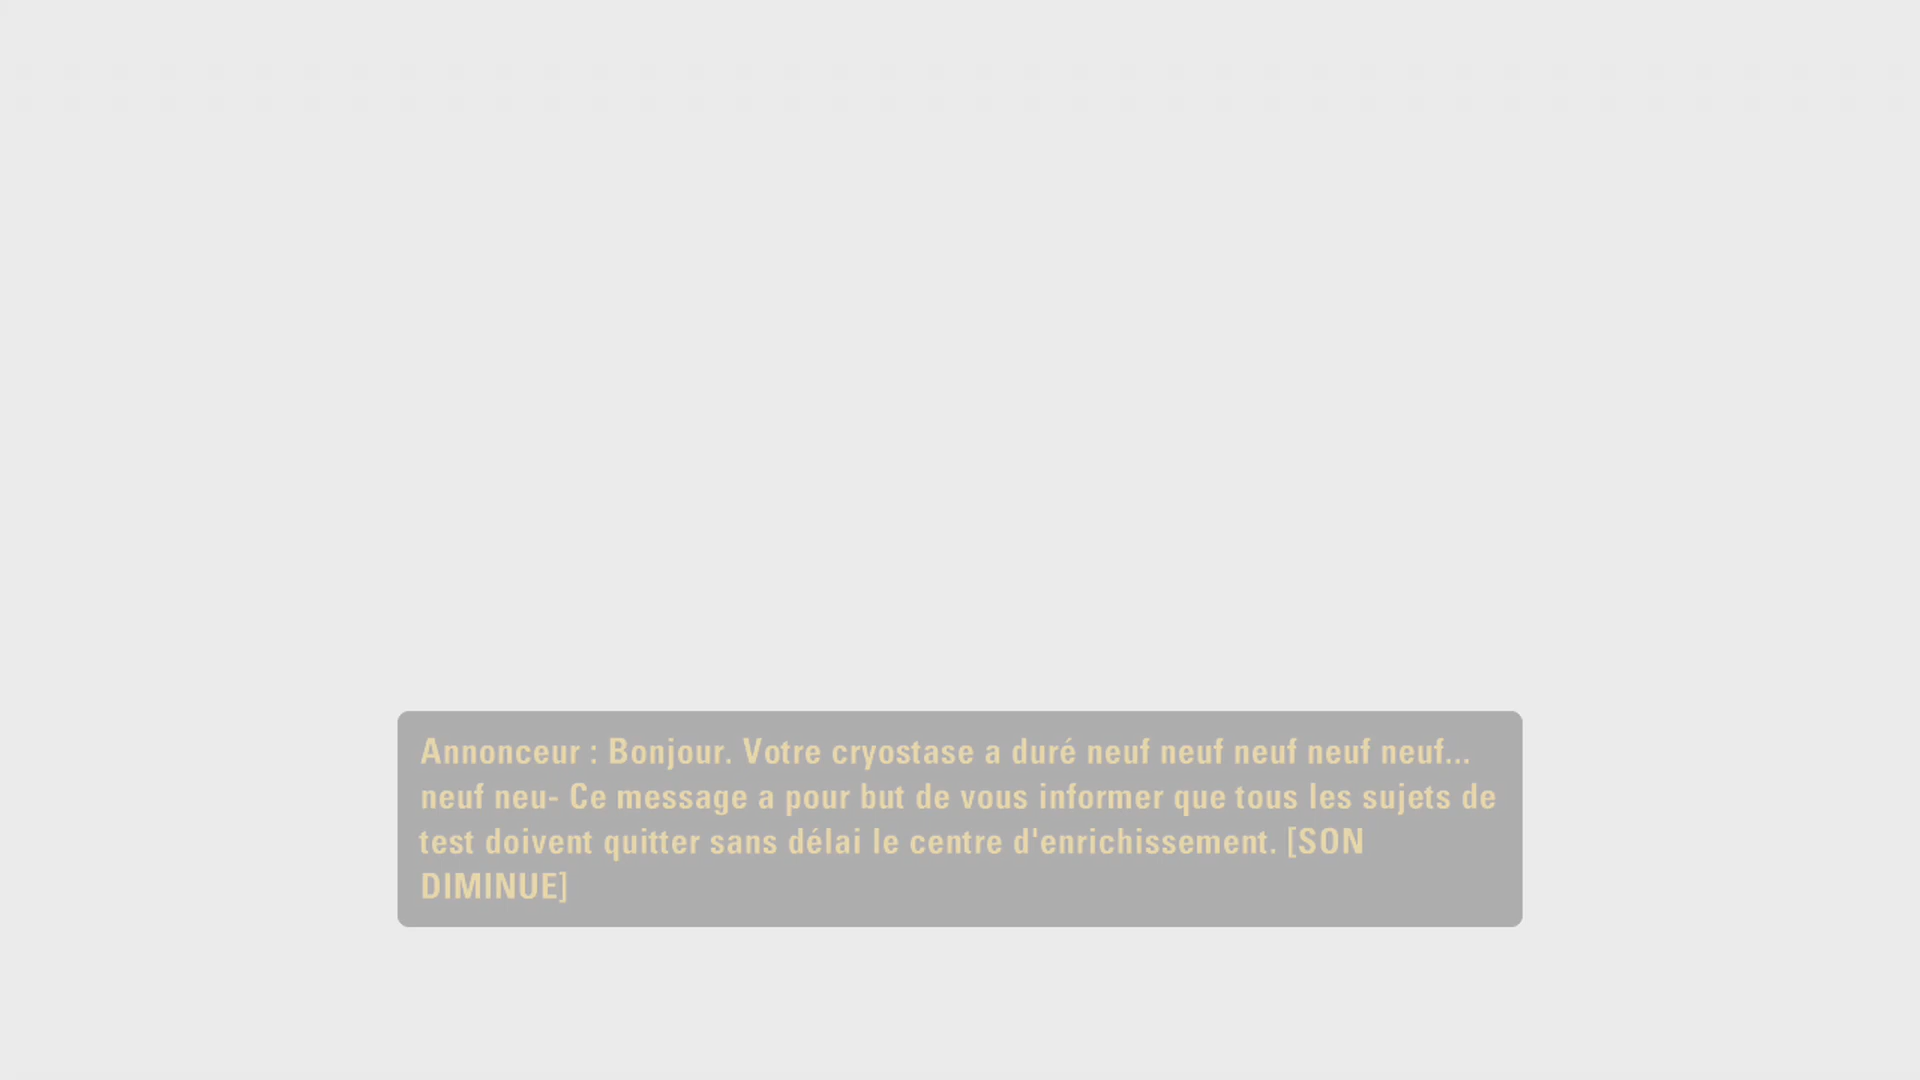 Annonceur : Bonjour. Votre cryostase a duré neuf neuf neuf neuf neuf...
neuf neu- Ce message a pour but de vous informer que tous les sujets de
test doivent quitter sans délai le centre d'enrichissement. [SON
DIMINUE]